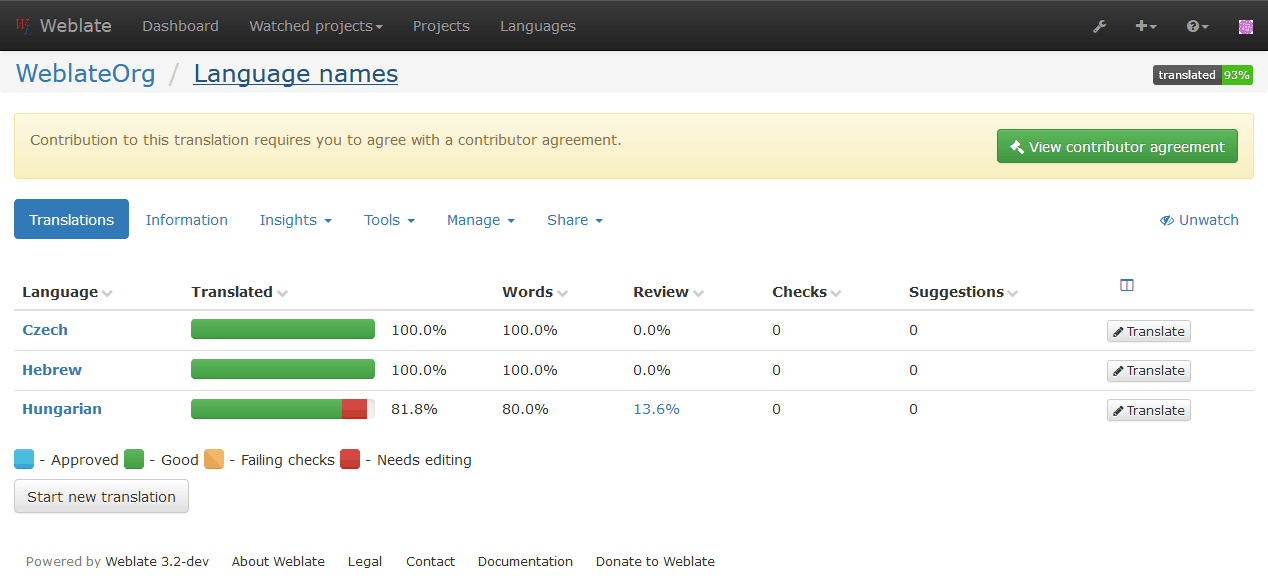 Weblate Dashboard Watched projects Projects Languages
WeblateOrg / Language names translated 93%
Contribution to this translation requires you to agree with a contributor agreement. View contributor agreement
Translations Information Insights Tools Manage Share Unwatch
Language Translated Words Review Checks Suggestions
Czech 100.0% 100.0% 0.0% 0 0 Translate
Hebrew 100.0% 100.0% 0.0% 0 0 Translate
Hungarian 81.8% 80.0% 13.6% 0 0 Translate
- Approved - Good - Failing checks - Needs editing
Start new translation
Powered by Weblate 3.2-dev About Weblate Legal Contact Documentation Donate to Weblate